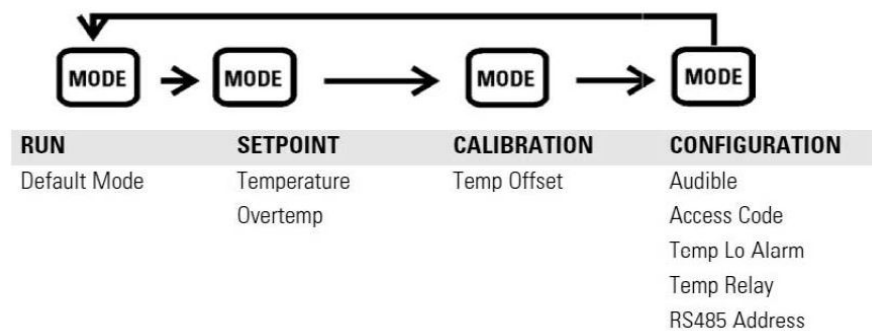 MODE MODE MODE MODE
RUN SETPOINT CALIBRATION CONFIGURATION
Default Mode Temperature Temp Offset Audible
Overtemp Access Code
Temp Lo Alarm
Temp Relay
RS485 Address